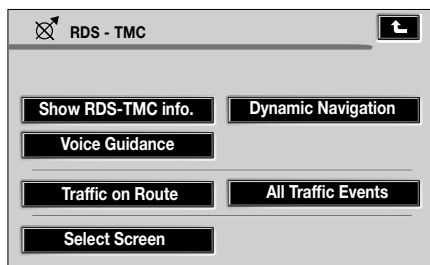 RDS - TMC
Show RDS-TMC info. Dynamic Navigation
Voice Guidance
Traffic on Route All Traffic Events
Select Screen